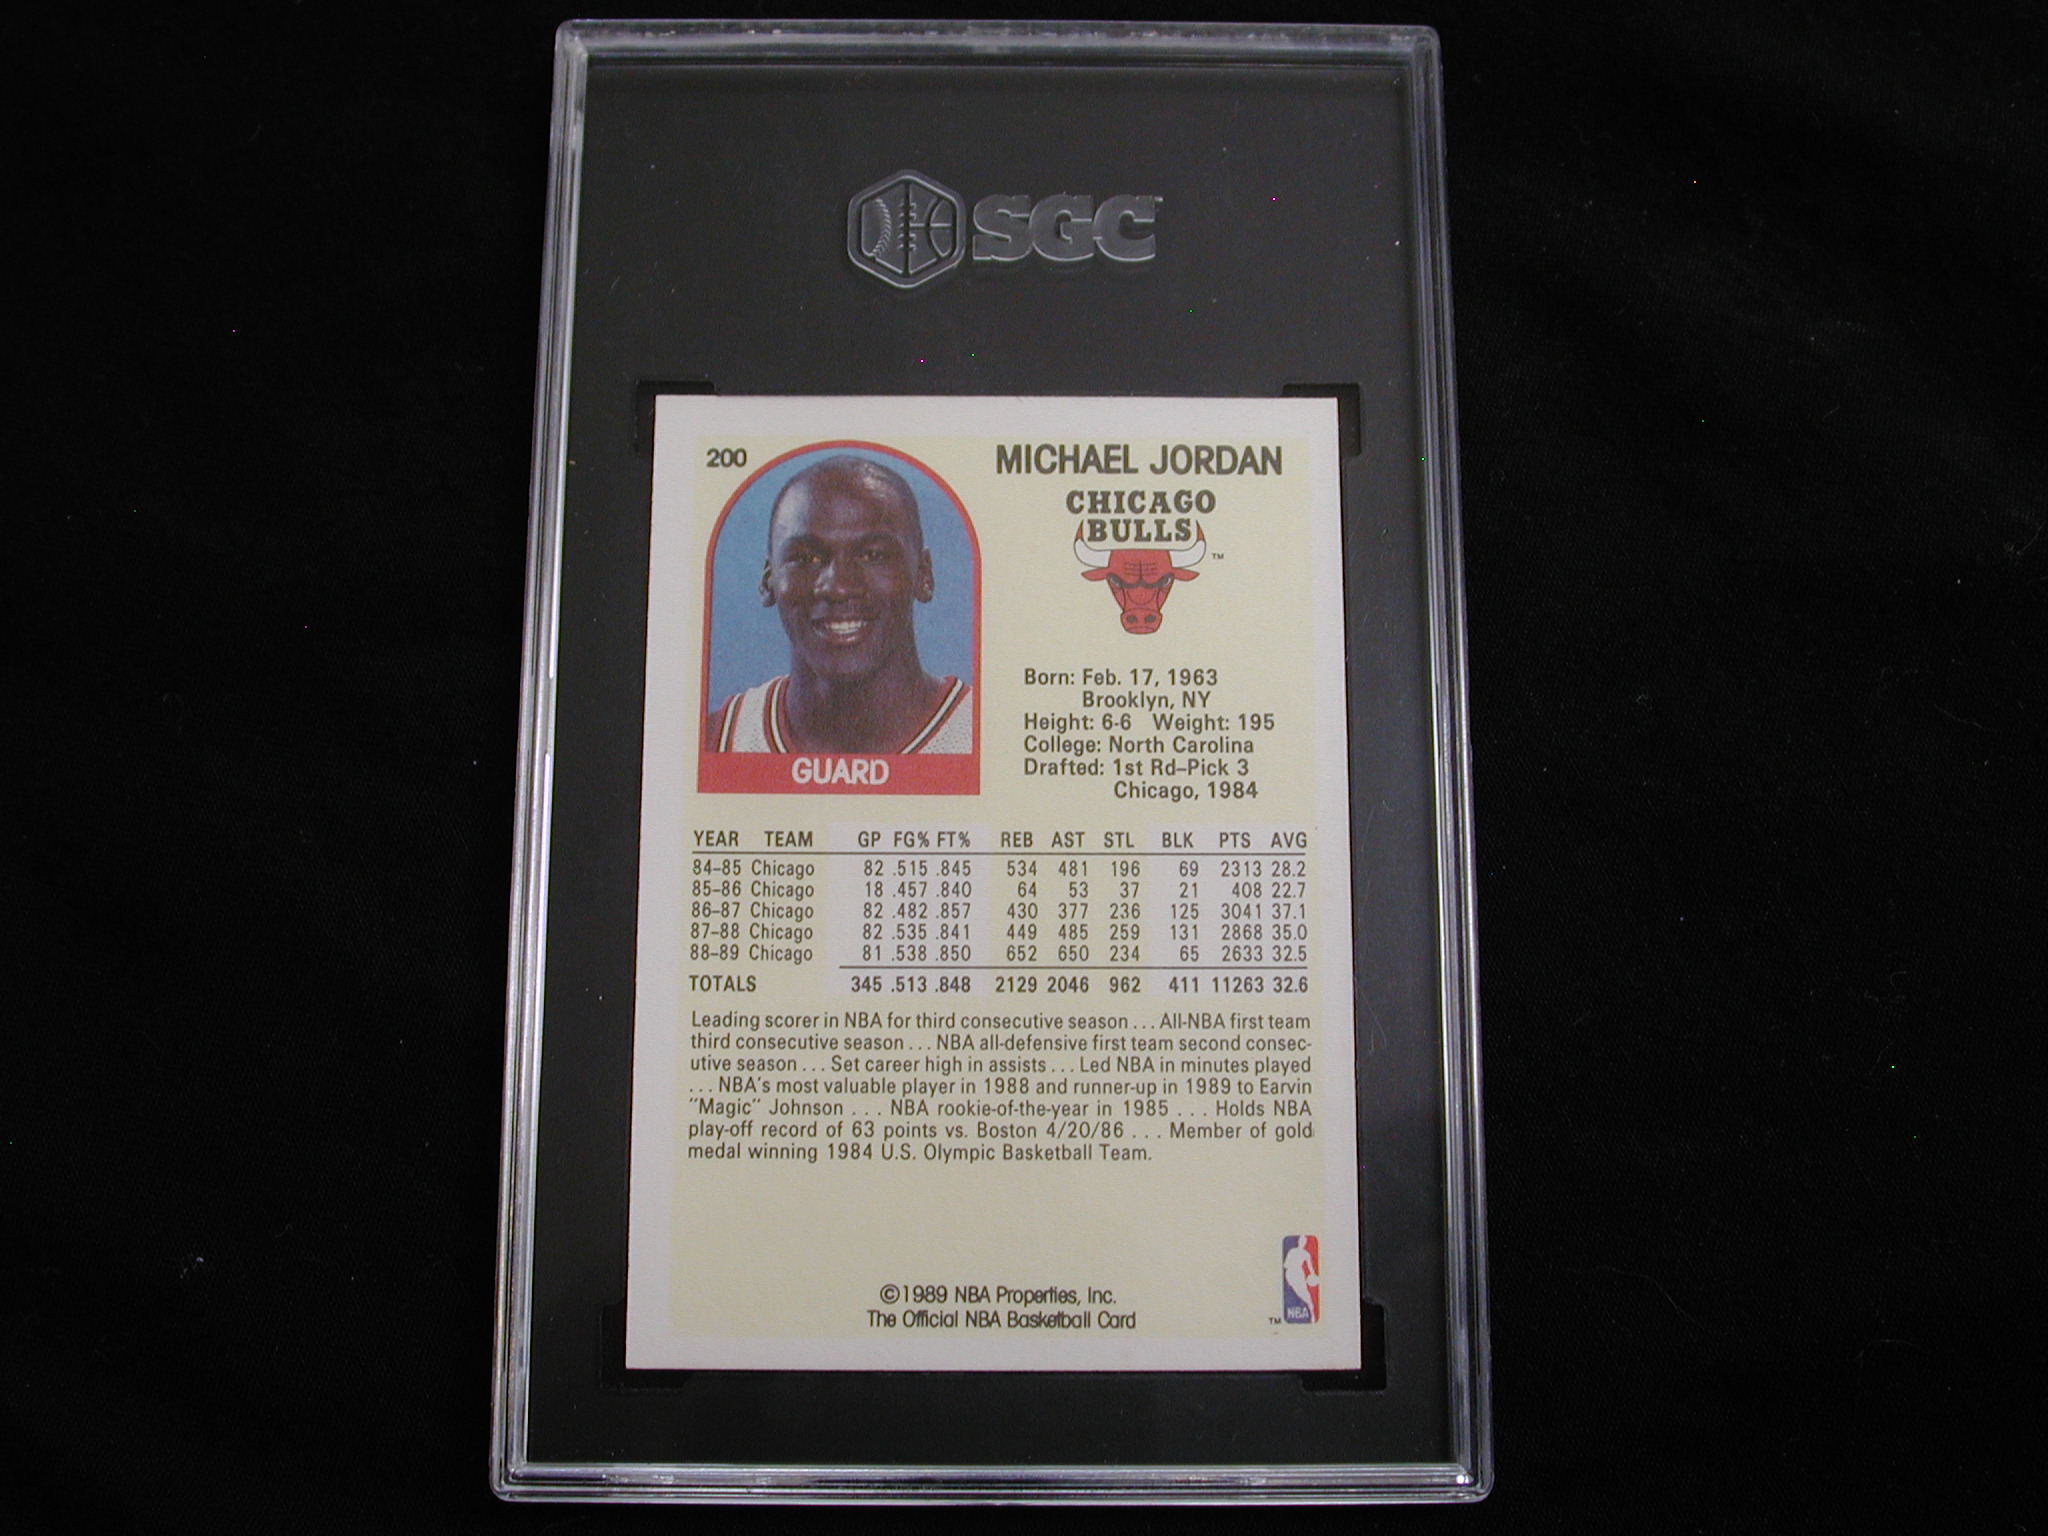 SGC
200
MICHAEL JORDAN
CHICAGO
BULLS
TM
Born: Feb. 17, 1963
Brooklyn, NY
Height: 6-6 Weight: 195
College: North Carolina
Drafted: 1st Rd–Pick 3
Chicago, 1984
GUARD
YEAR TEAM GP FG% FT% REB AST STL BLK PTS AVG
84–85 Chicago 82 .515 .845 534 481 196 69 2313 28.2
85–86 Chicago 18 .457 .840 64 53 37 21 408 22.7
86–87 Chicago 82 .482 .857 430 377 236 125 3041 37.1
87–88 Chicago 82 .535 .841 449 485 259 131 2868 35.0
88–89 Chicago 81 .538 .850 652 650 234 65 2633 32.5
TOTALS 345 .513 .848 2129 2046 962 411 11263 32.6
Leading scorer in NBA for third consecutive season . . . All-NBA first team
third consecutive season . . . NBA all-defensive first team second consec-
utive season . . . Set career high in assists . . . Led NBA in minutes played
. . . NBA's most valuable player in 1988 and runner-up in 1989 to Earvin
"Magic" Johnson . . . NBA rookie-of-the-year in 1985 . . . Holds NBA
play-off record of 63 points vs. Boston 4/20/86 . . . Member of gold
medal winning 1984 U.S. Olympic Basketball Team.
©1989 NBA Properties, Inc.
The Official NBA Basketball Card
NBA
TM